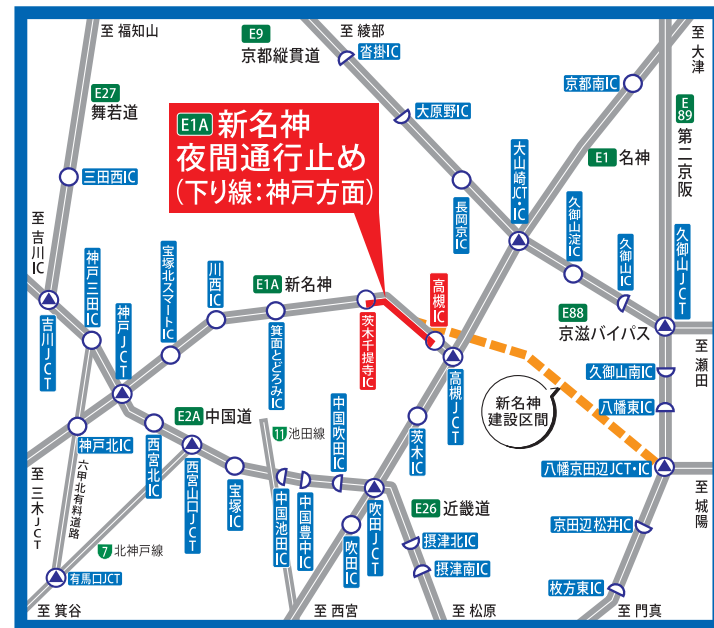 至 福知山
E9
京都縦貫道
至 綾部
沓掛IC
至 大津
E27
舞若道
京都南IC
E89
第二京阪
大原野IC
E1A 新名神
夜間通行止め
(下り線:神戸方面)
大山崎JCT・IC
E1 名神
三田西IC
長岡京IC
久御山淀IC
久御山IC
久御山JCT
至 吉川IC
神戸三田IC
宝塚北スマートIC
川西IC
E1A 新名神
高槻IC
E88
京滋バイパス
吉川JCT
神戸JCT
箕面とどろみIC
茨木千提寺IC
高槻JCT
至 瀬田
久御山南IC
新名神
建設区間
八幡東IC
E2A 中国道
11 池田線
中国吹田IC
茨木IC
神戸北IC
西宮北IC
西宮山口JCT
宝塚IC
中国池田IC
中国豊中IC
吹田IC
吹田JCT
八幡京田辺JCT・IC
至 三木JCT
六甲北有料道路
E26 近畿道
至 城陽
7 北神戸線
摂津北IC
京田辺松井IC
有馬口JCT
摂津南IC
枚方東IC
至 箕谷
至 西宮
至 松原
至 門真